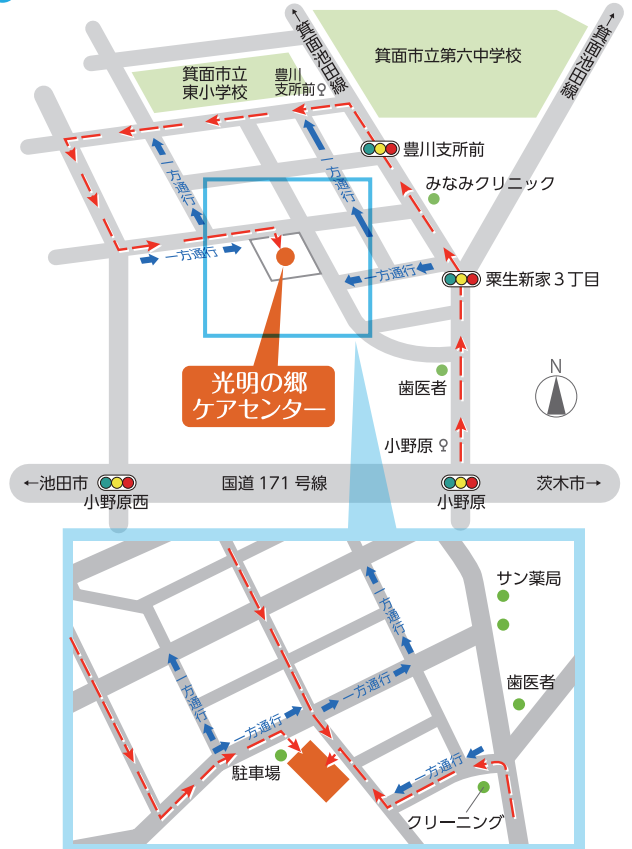 箕面池田線
箕面池田線
箕面市立第六中学校
箕面市立
東小学校
豊川
支所前
豊川支所前
一方通行
一方通行
みなみクリニック
一方通行
一方通行
粟生新家３丁目
光明の郷
ケアセンター
歯医者
N
小野原
←池田市
国道 171 号線
茨木市→
小野原西
小野原
サン薬局
一方通行
歯医者
一方通行
一方通行
一方通行
一方通行
駐車場
クリーニング